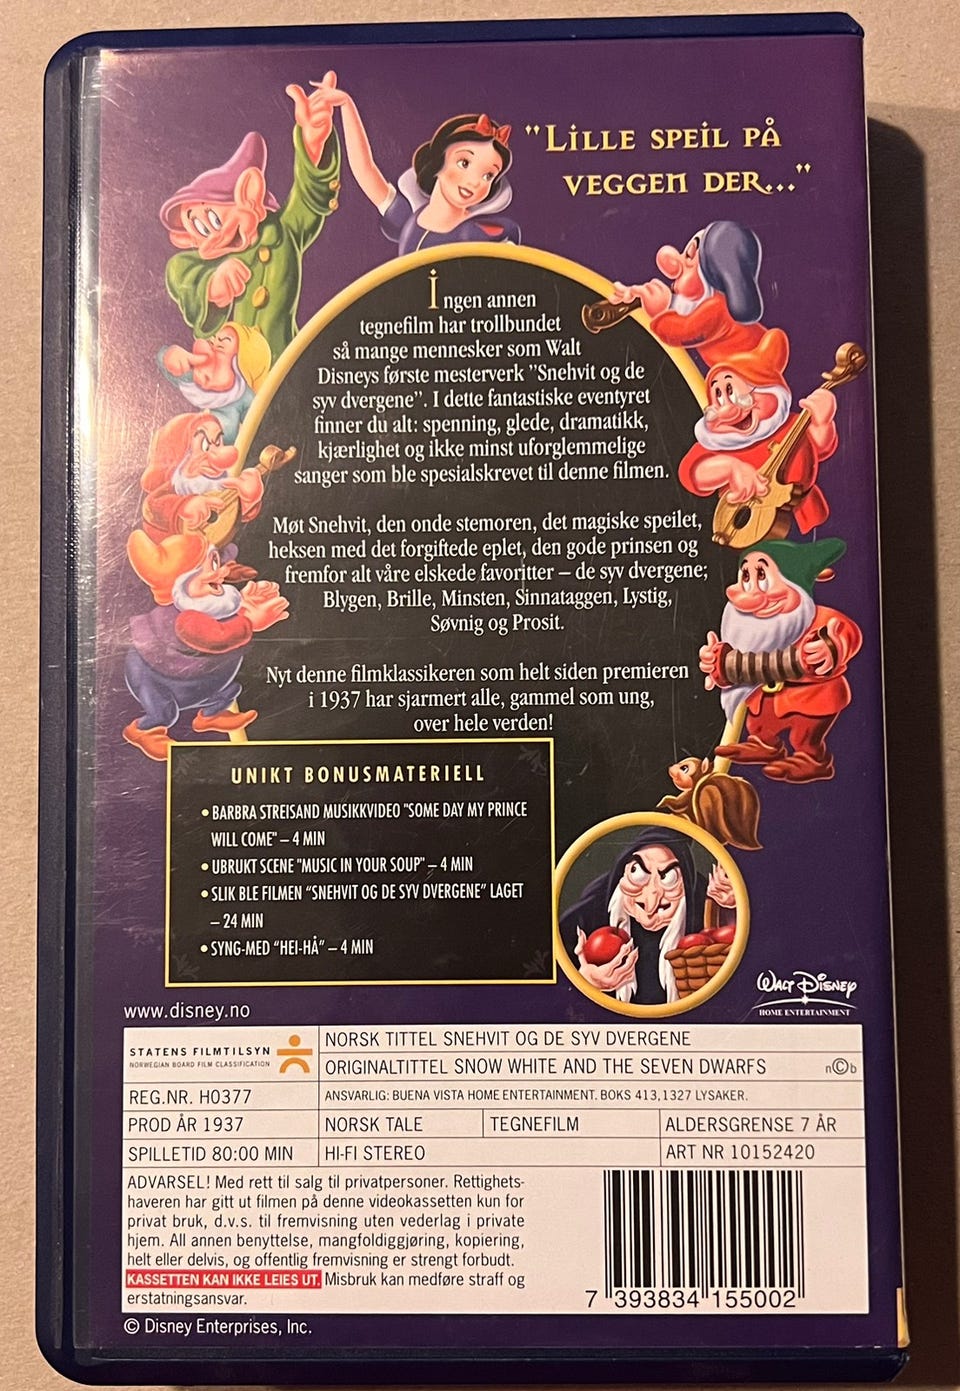 "LILLE SPEIL PÅ
VEGGEN DER..."
Ingen annen
tegnefilm har trollbundet
så mange mennesker som Walt
Disneys første mesterverk "Snehvit og de
syv dvergene". I dette fantastiske eventyret
finner du alt: spenning, glede, dramatikk,
kjærlighet og ikke minst uforglemmelige
sanger som ble spesialskrevet til denne filmen.
Møt Snehvit, den onde stemoren, det magiske speilet,
heksen med det forgiftede eplet, den gode prinsen og
fremfor alt våre elskede favoritter – de syv dvergene;
Blygen, Brille, Minsten, Sinnataggen, Lystig,
Søvnig og Prosit.
Nyt denne filmklassikeren som helt siden premieren
i 1937 har sjarmert alle, gammel som ung,
over hele verden!
UNIKT BONUSMATERIELL
• BARBRA STREISAND MUSIKKVIDEO "SOME DAY MY PRINCE
WILL COME" – 4 MIN
• UBRUKT SCENE "MUSIC IN YOUR SOUP" – 4 MIN
• SLIK BLE FILMEN "SNEHVIT OG DE SYV DVERGENE" LAGET
– 24 MIN
• SYNG-MED "HEI-HÅ" – 4 MIN
WALT DISNEY
HOME ENTERTAINMENT
www.disney.no
STATENS FILMTILSYN
NORWEGIAN BOARD FILM CLASSIFICATION
NORSK TITTEL SNEHVIT OG DE SYV DVERGENE
ORIGINALTITTEL SNOW WHITE AND THE SEVEN DWARFS
n©b
REG.NR. H0377
ANSVARLIG: BUENA VISTA HOME ENTERTAINMENT. BOKS 413,1327 LYSAKER.
PROD ÅR 1937
NORSK TALE
TEGNEFILM
ALDERSGRENSE 7 ÅR
SPILLETID 80:00 MIN
HI-FI STEREO
ART NR 10152420
ADVARSEL! Med rett til salg til privatpersoner. Rettighets-
haveren har gitt ut filmen på denne videokassetten kun for
privat bruk, d.v.s. til fremvisning uten vederlag i private
hjem. All annen benyttelse, mangfoldiggjøring, kopiering,
helt eller delvis, og offentlig fremvisning er strengt forbudt.
KASSETTEN KAN IKKE LEIES UT. Misbruk kan medføre straff og
erstatningsansvar.
7 393834 155002
© Disney Enterprises, Inc.